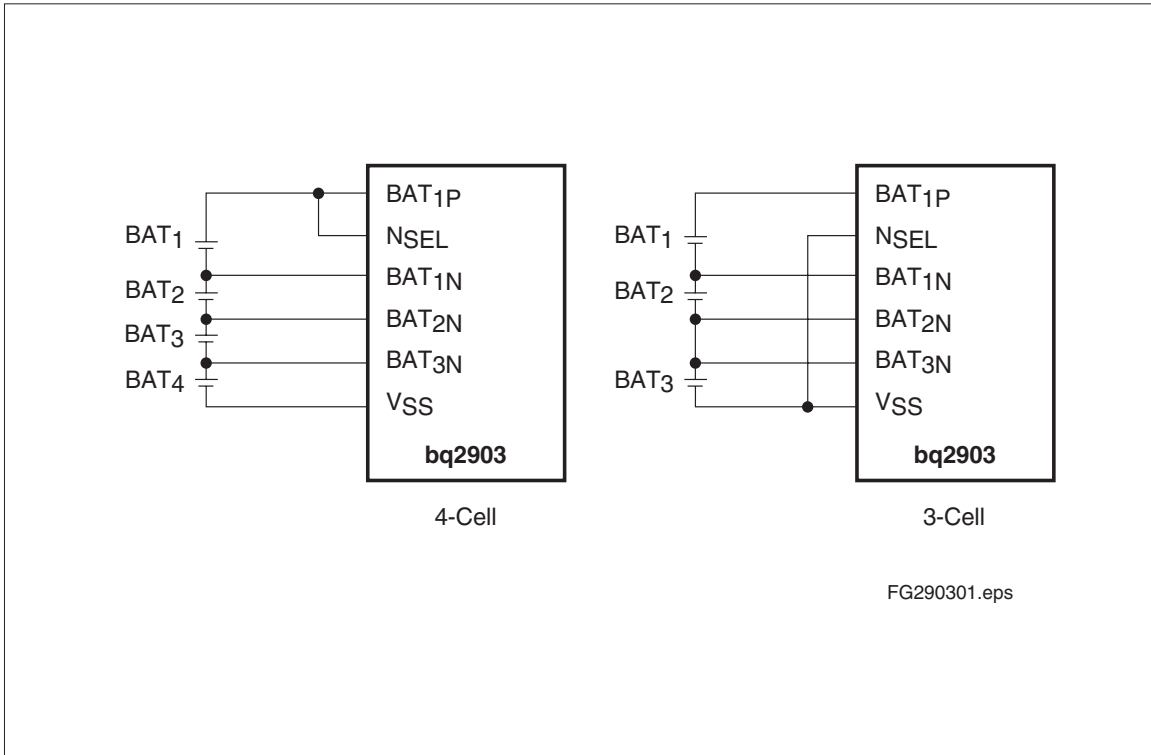 BAT1P
NSEL
BAT1N
BAT2N
BAT3N
VSS
BAT1
BAT2
BAT3
BAT4
bq2903
4-Cell
BAT1P
NSEL
BAT1N
BAT2N
BAT3N
VSS
BAT1
BAT2
BAT3
bq2903
3-Cell
FG290301.eps